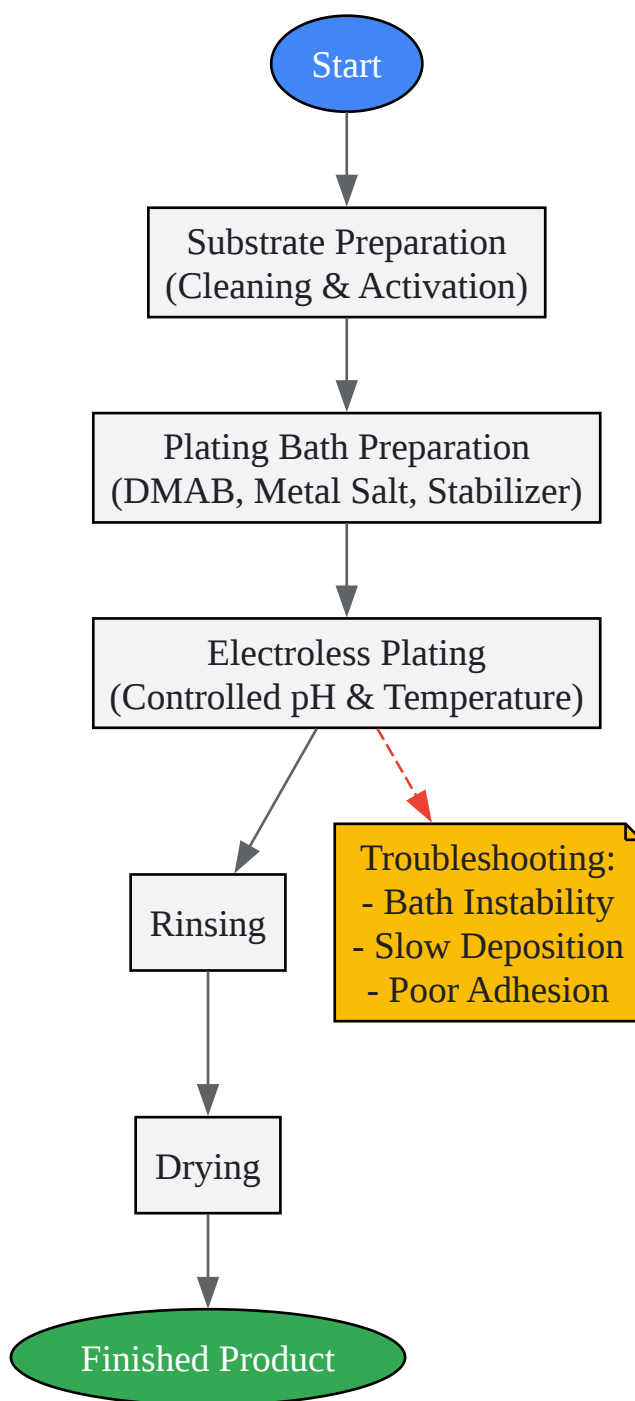 Start
Substrate Preparation
(Cleaning & Activation)
Plating Bath Preparation
(DMAB, Metal Salt, Stabilizer)
Electroless Plating
(Controlled pH & Temperature)
Troubleshooting:
- Bath Instability
- Slow Deposition
- Poor Adhesion
Rinsing
Drying
Finished Product